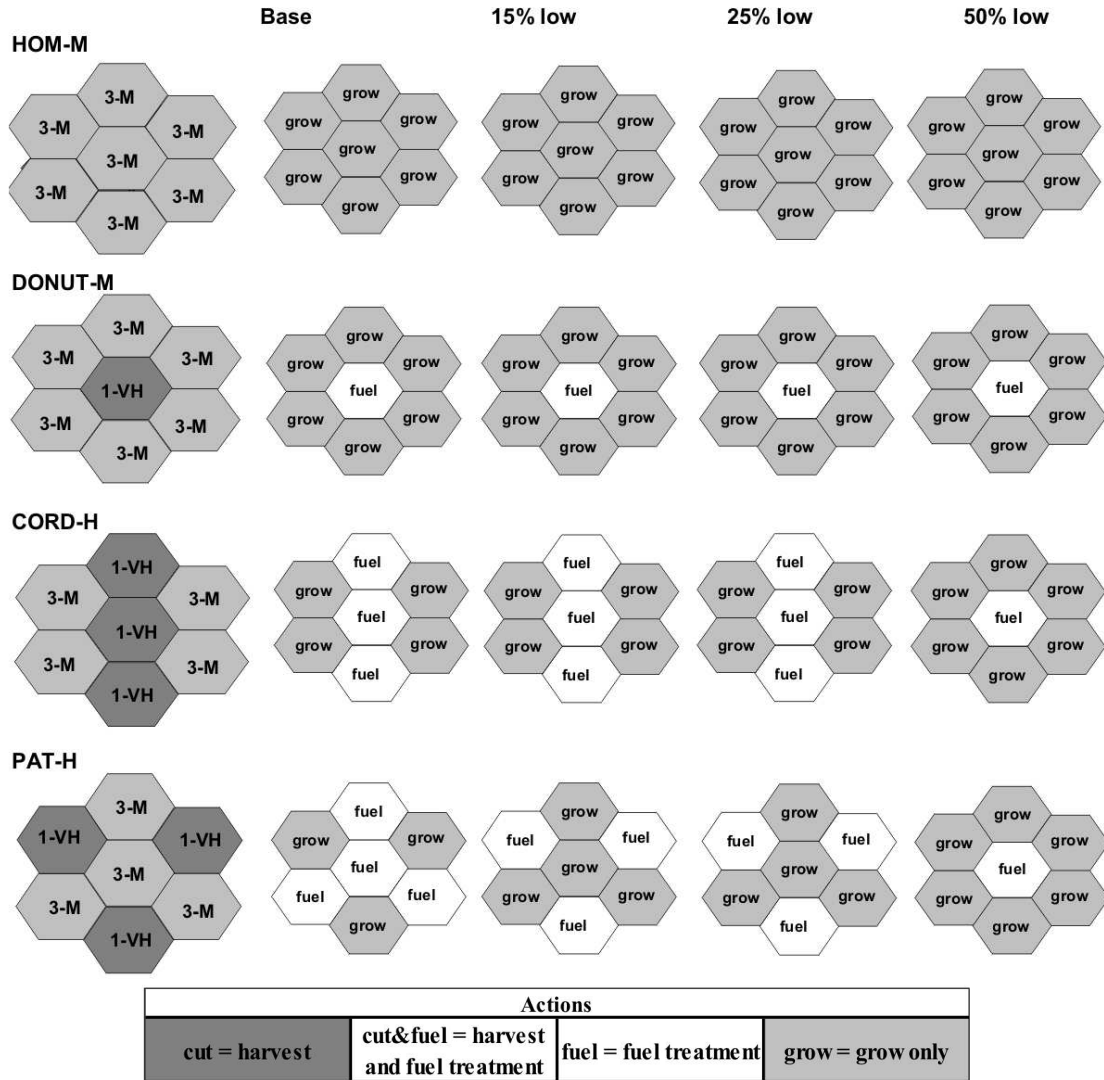 Base 15% low 25% low 50% low
HOM-M
3-M grow grow grow grow
3-M 3-M grow grow grow grow grow grow grow grow
3-M grow grow grow grow
3-M 3-M grow grow grow grow grow grow grow grow
3-M grow grow grow grow
DONUT-M
3-M grow grow grow grow
3-M 3-M grow grow grow grow grow grow grow grow
1-VH fuel fuel fuel fuel
3-M 3-M grow grow grow grow grow grow grow grow
3-M grow grow grow grow
CORD-H
1-VH fuel fuel fuel grow
3-M 3-M grow grow grow grow grow grow grow grow
1-VH fuel fuel fuel fuel
3-M 3-M grow grow grow grow grow grow grow grow
1-VH fuel fuel fuel grow
PAT-H
3-M fuel grow grow grow
1-VH 1-VH grow grow fuel fuel fuel fuel grow grow
3-M fuel grow grow fuel
3-M 3-M fuel fuel grow grow grow grow grow grow
1-VH grow fuel fuel grow
Actions
cut = harvest
cut&fuel = harvest
and fuel treatment
fuel = fuel treatment
grow = grow only